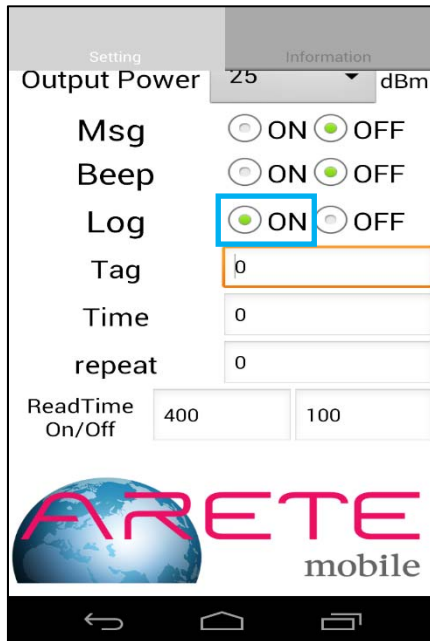 Setting Information
Output Power 25 dBm
Msg ON OFF
Beep ON OFF
Log ON OFF
Tag 0
Time 0
repeat 0
ReadTime
On/Off 400 100
ARETE
mobile